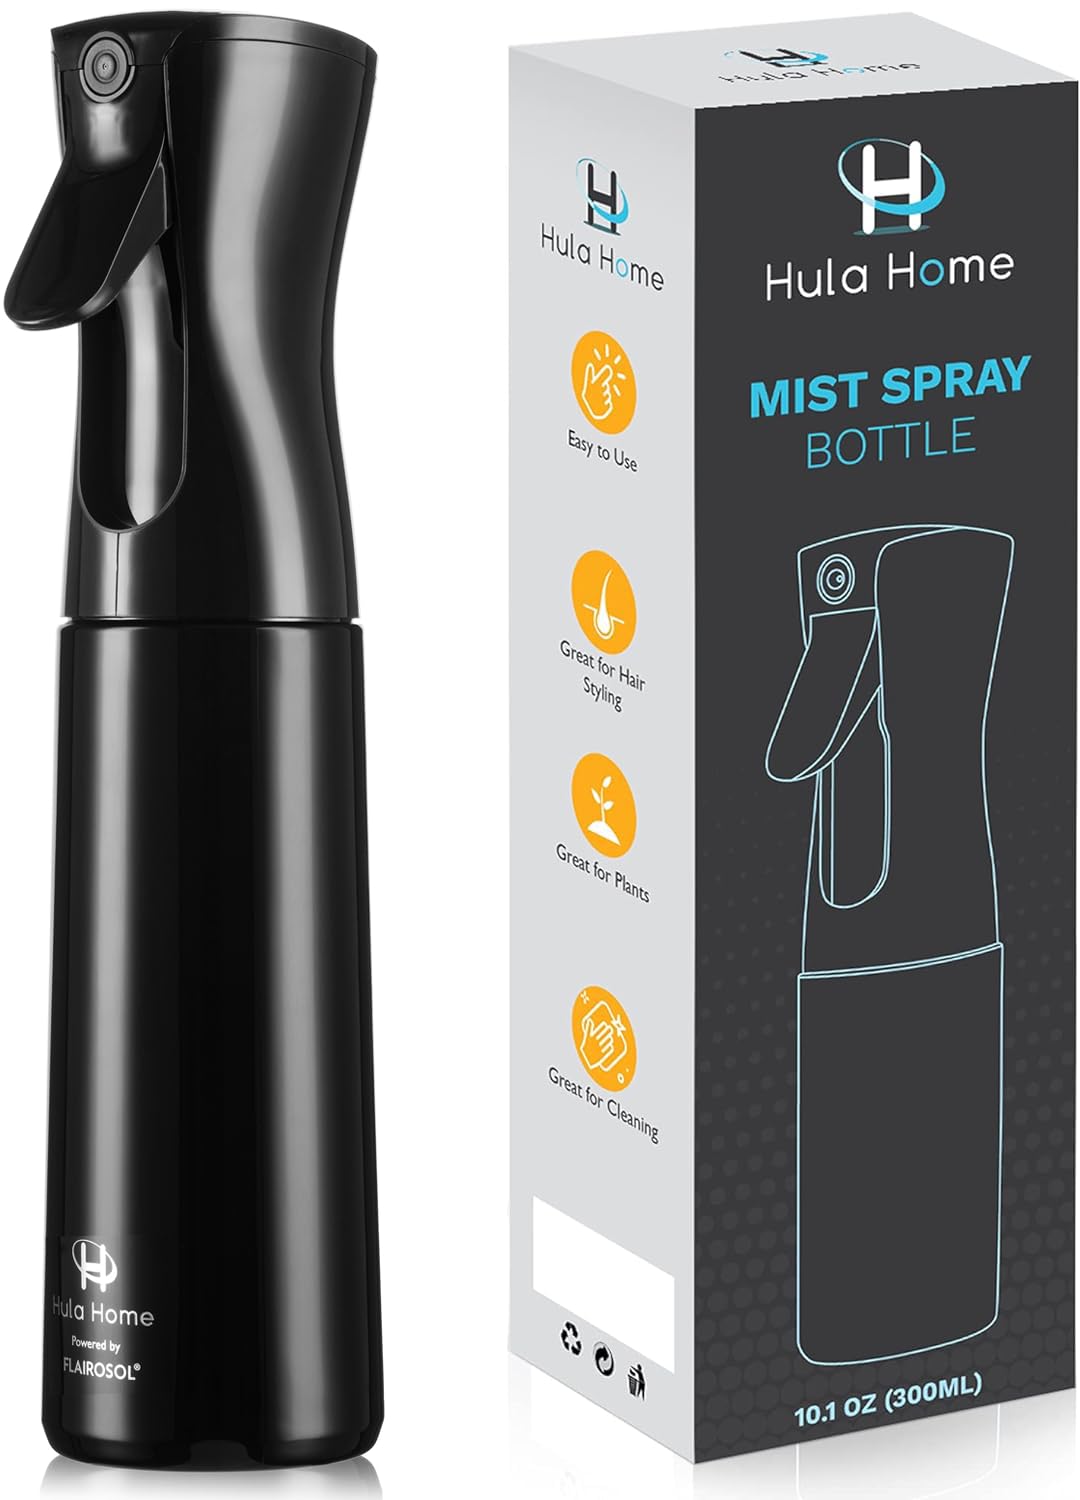 Hula Home
Powered by
FLAIROSOL®
Hula Home
Hula Home
Easy to Use
Great for Hair
Styling
Great for Plants
Great for Cleaning
Hula Home
MIST SPRAY
BOTTLE
10.1 OZ (300ML)